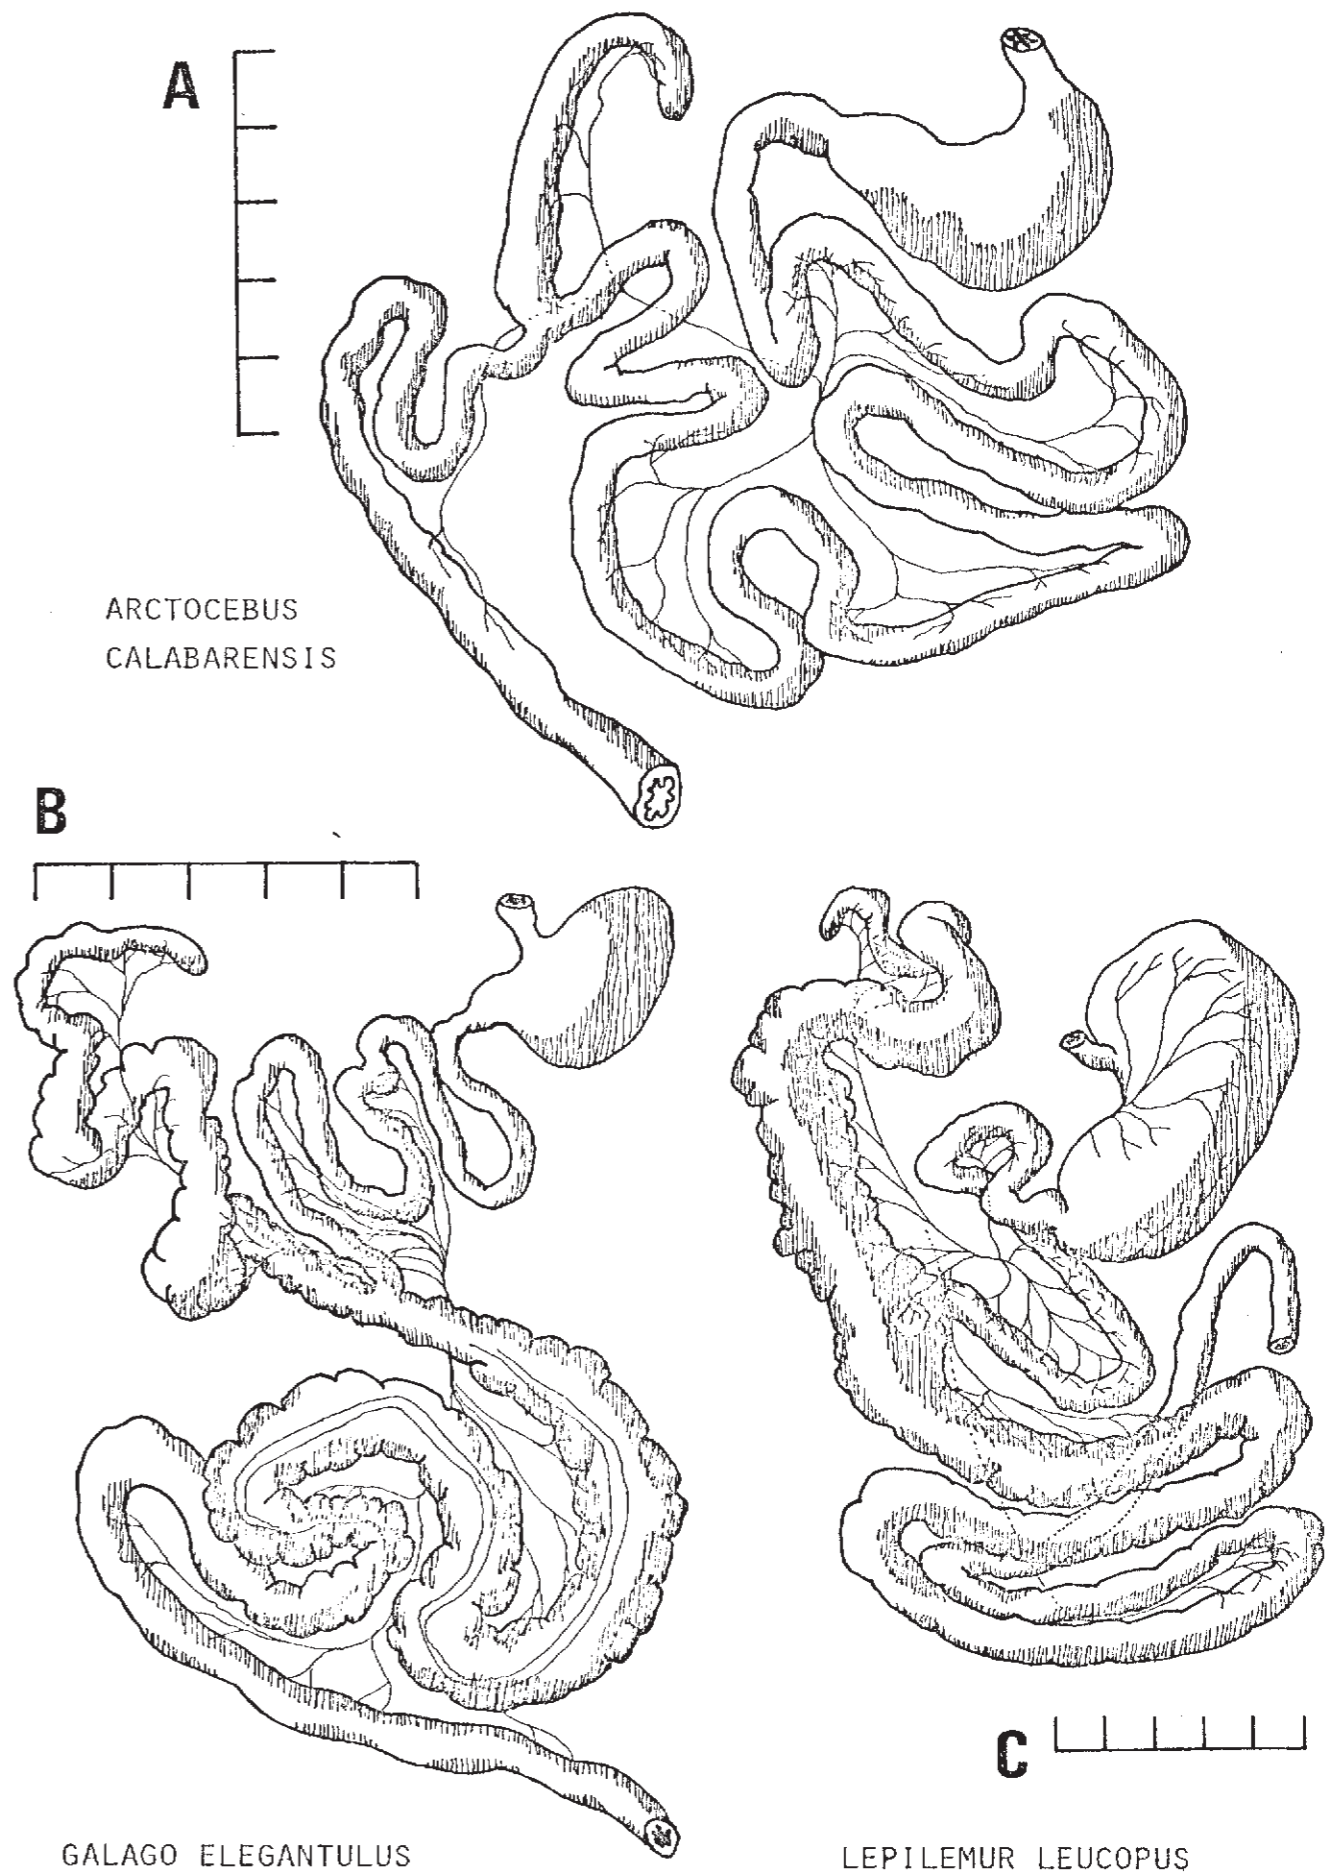 A
ARCTOCEBUS
CALABARENSIS
B
C
GALAGO ELEGANTULUS
LEPILEMUR LEUCOPUS